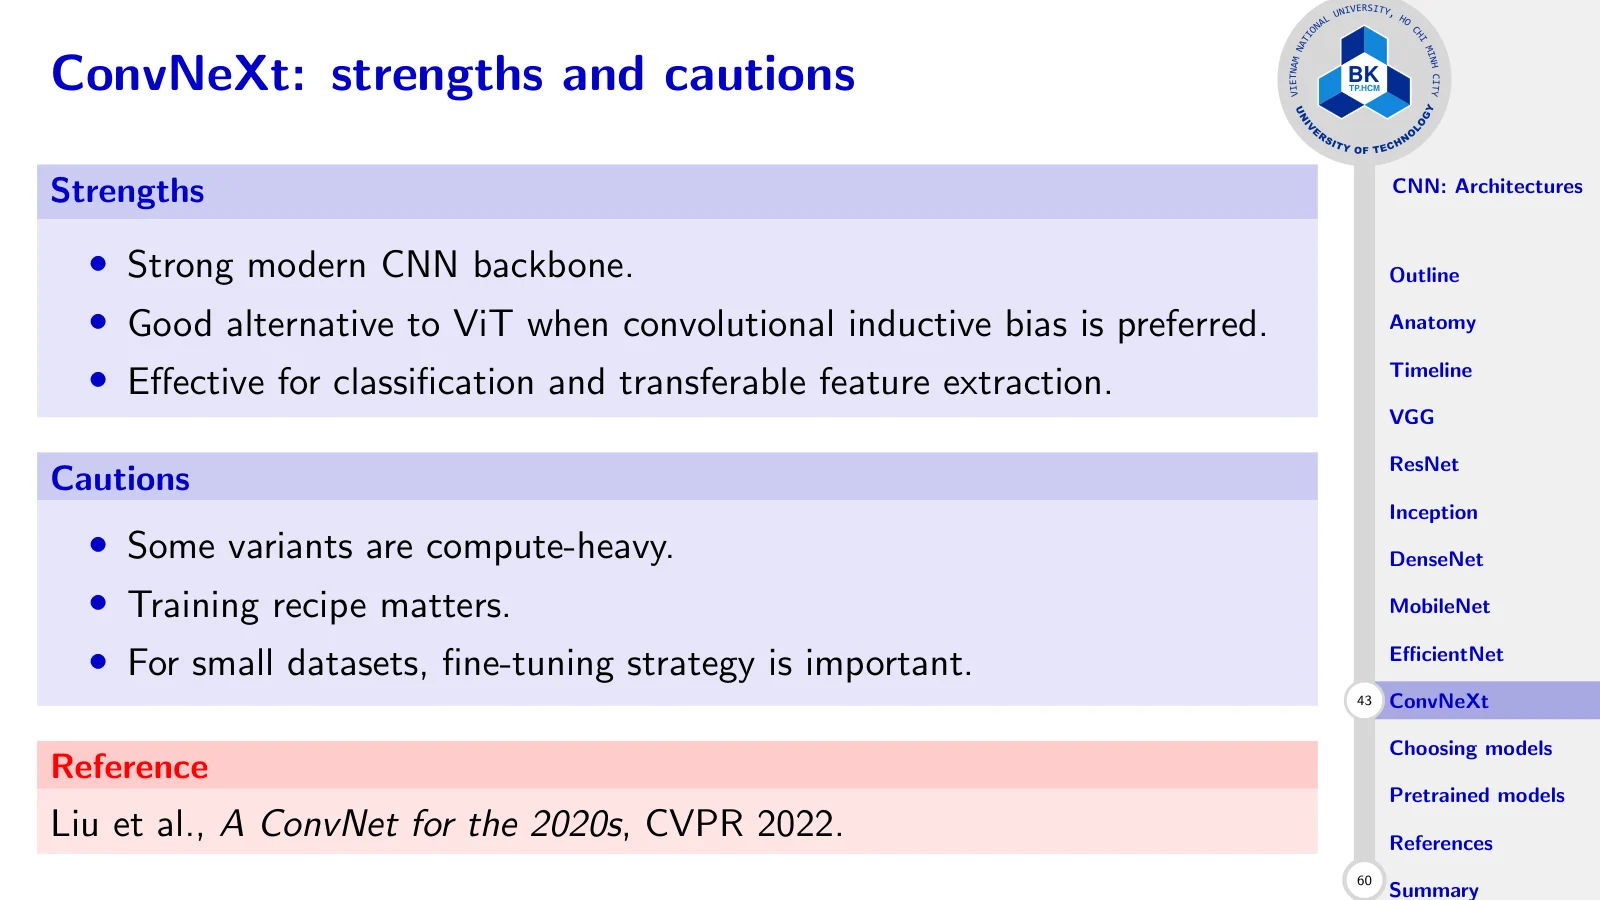 ConvNeXt: strengths and cautions
Strengths
• Strong modern CNN backbone.
• Good alternative to ViT when convolutional inductive bias is preferred.
• Effective for classification and transferable feature extraction.
Cautions
• Some variants are compute-heavy.
• Training recipe matters.
• For small datasets, fine-tuning strategy is important.
Reference
Liu et al., A ConvNet for the 2020s, CVPR 2022.
VIETNAM NATIONAL UNIVERSITY, HO CHI MINH CITY
BK
TP.HCM
UNIVERSITY OF TECHNOLOGY
CNN: Architectures
Outline
Anatomy
Timeline
VGG
ResNet
Inception
DenseNet
MobileNet
EfficientNet
43 ConvNeXt
Choosing models
Pretrained models
References
60 Summary